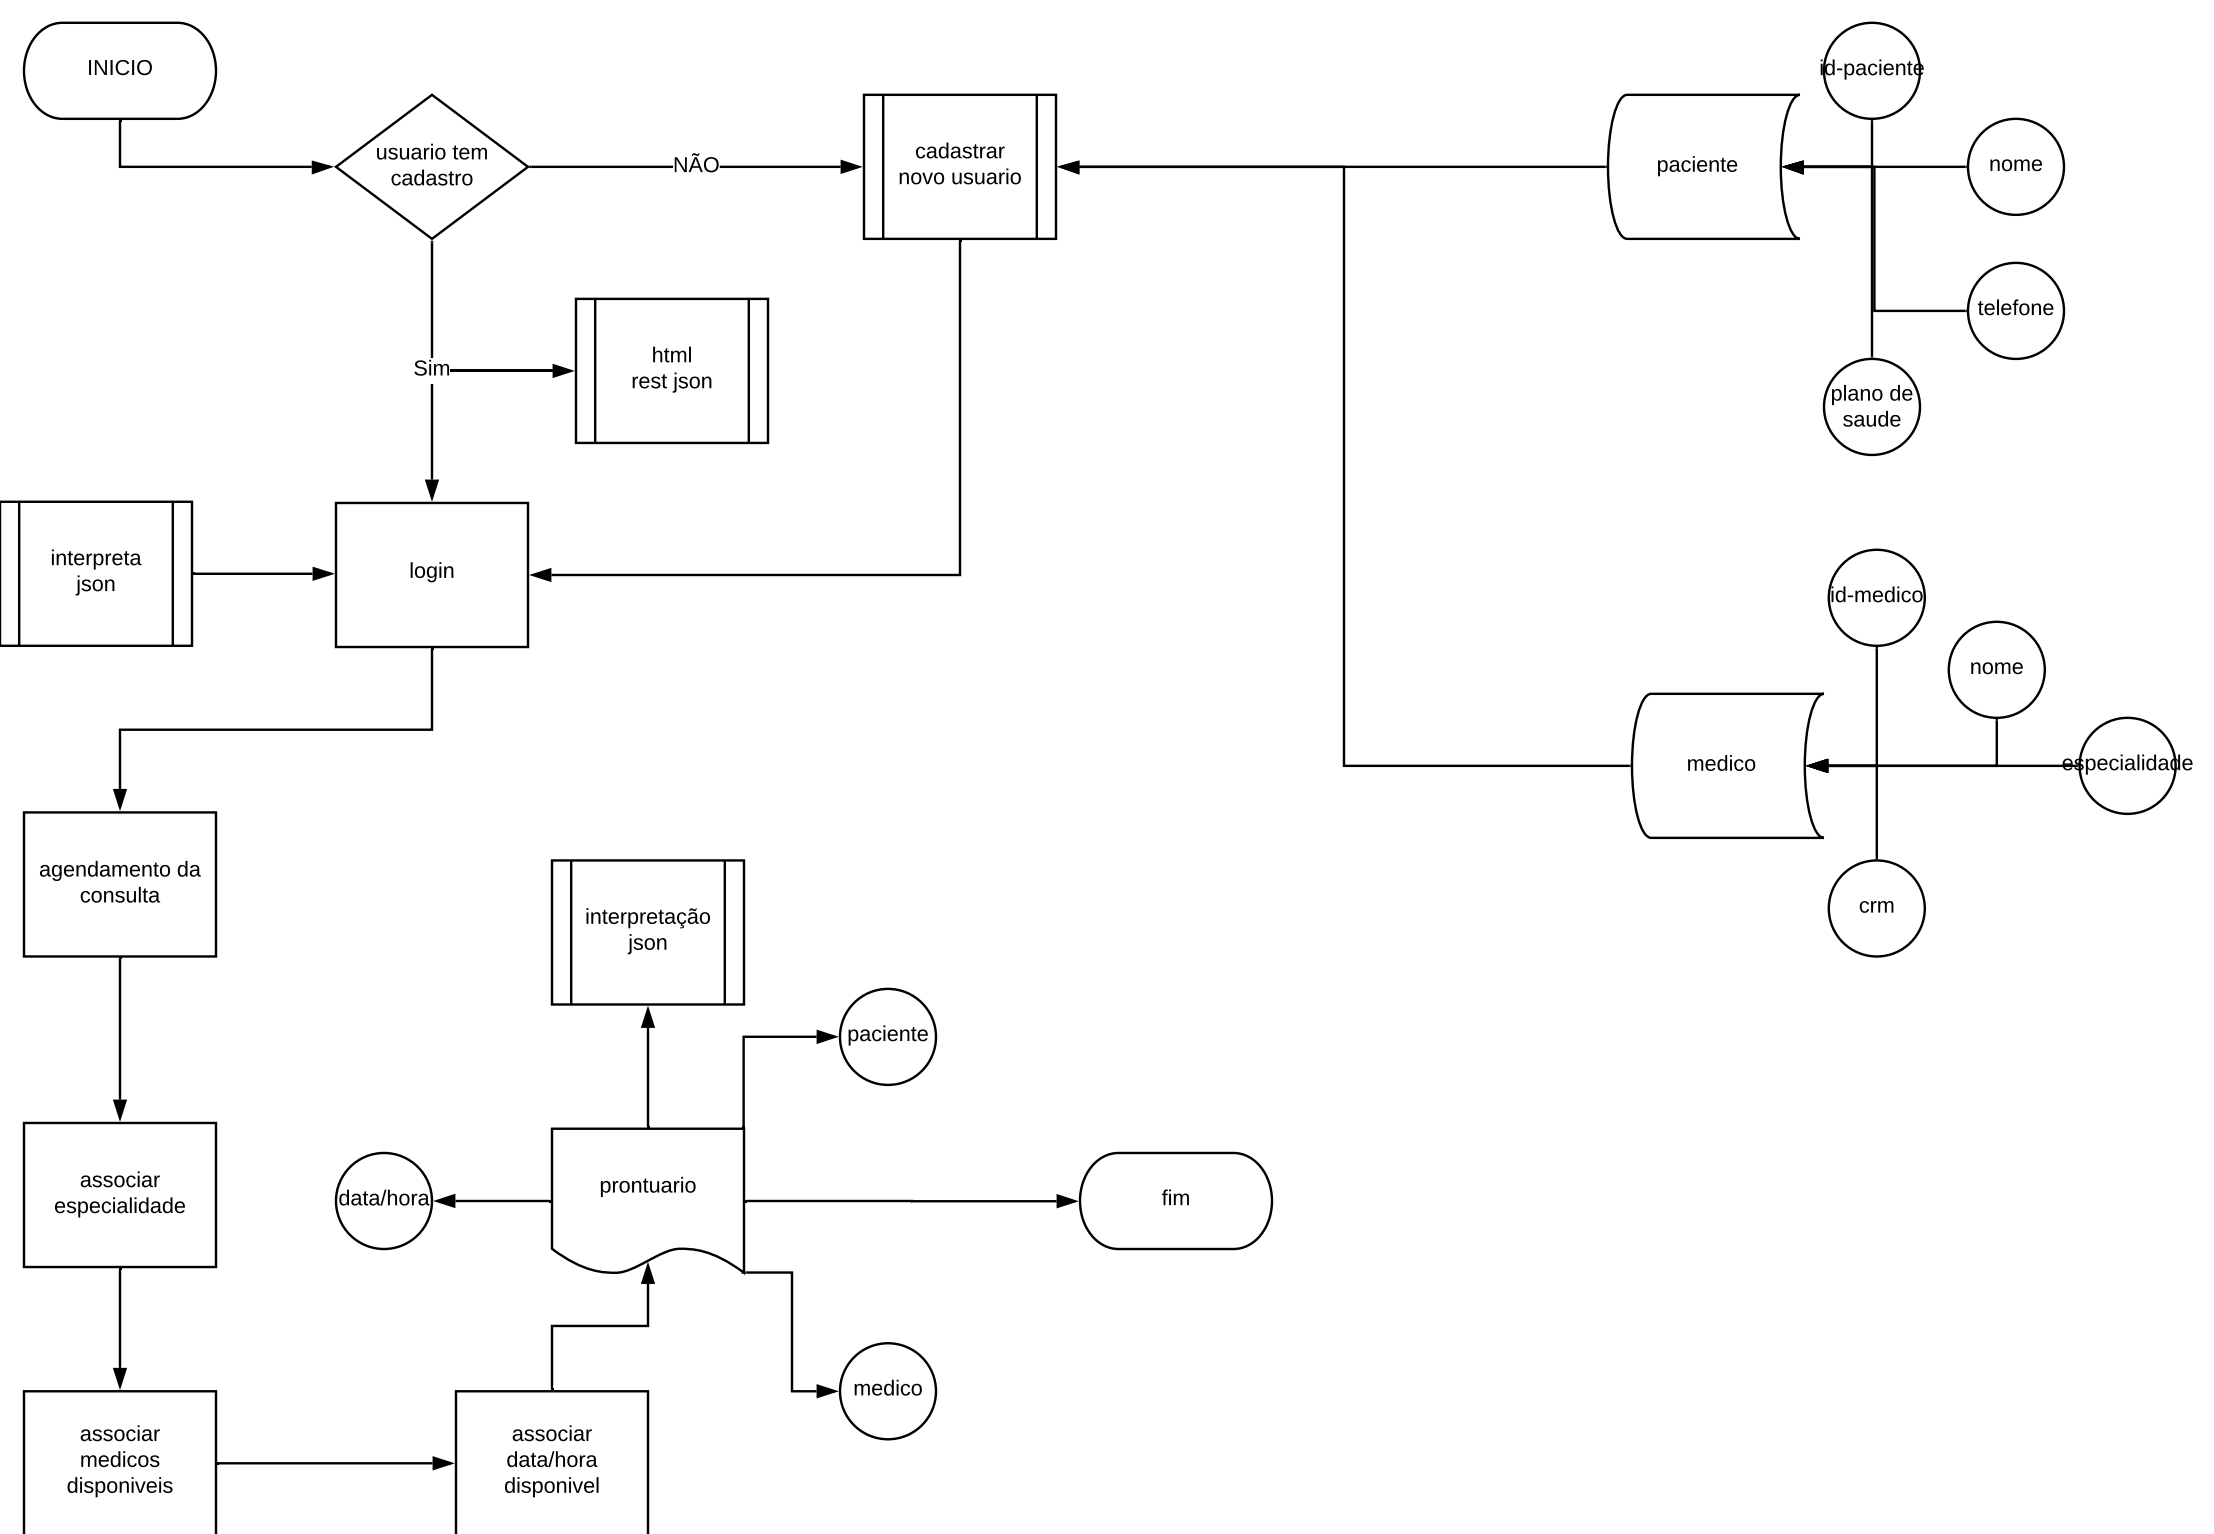 INICIO
id-paciente
usuario tem
cadastro
NÃO
cadastrar
novo usuario
paciente
nome
telefone
html
rest json
Sim
plano de
saude
interpreta
json
login
id-medico
nome
medico
especialidade
agendamento da
consulta
crm
interpretação
json
paciente
associar
especialidade
data/hora
prontuario
fim
medico
associar
medicos
disponiveis
associar
data/hora
disponivel